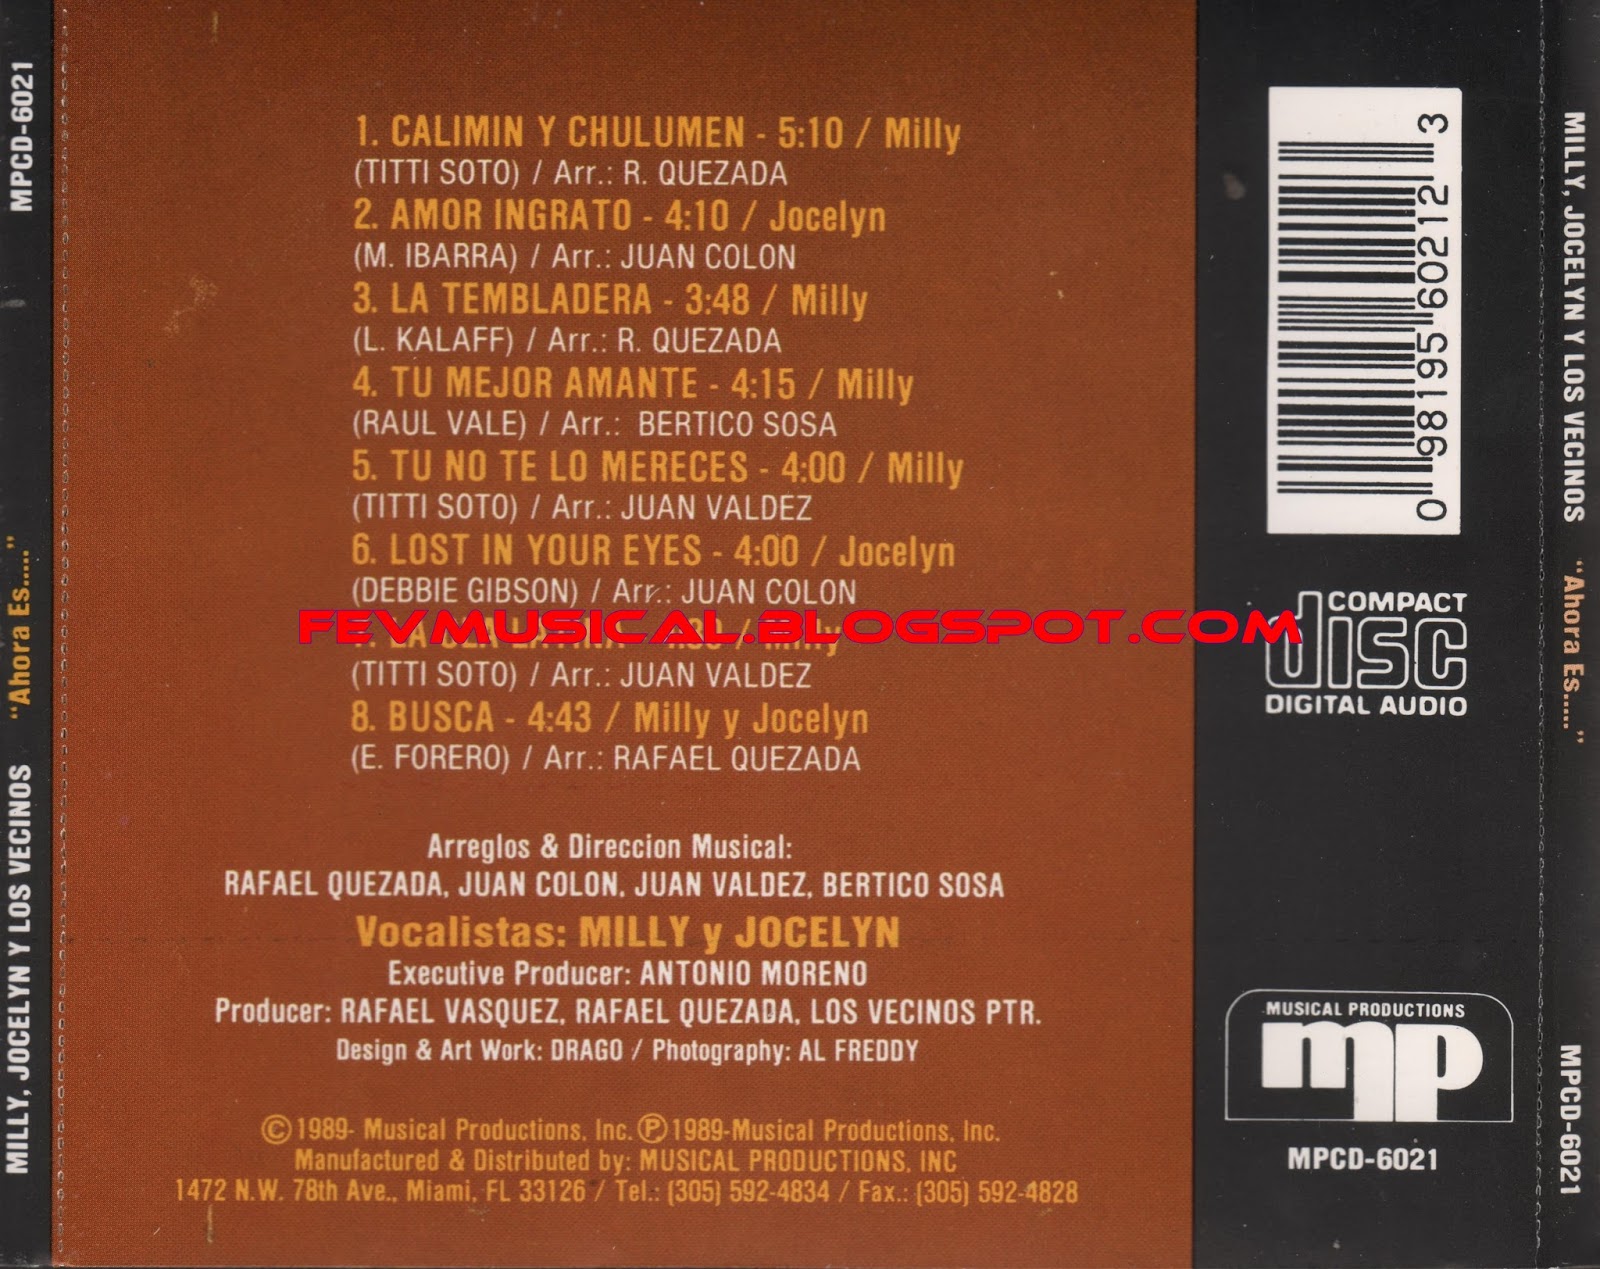 MPCD-6021
"Ahora Es...."
MILLY, JOCELYN Y LOS VECINOS
1. CALIMIN Y CHULUMEN - 5:10 / Milly
(TITTI SOTO) / Arr.: R. QUEZADA
2. AMOR INGRATO - 4:10 / Jocelyn
(M. IBARRA) / Arr.: JUAN COLON
3. LA TEMBLADERA - 3:48 / Milly
(L. KALAFF) / Arr.: R. QUEZADA
4. TU MEJOR AMANTE - 4:15 / Milly
(RAUL VALE) / Arr.: BERTICO SOSA
5. TU NO TE LO MERECES - 4:00 / Milly
(TITTI SOTO) / Arr.: JUAN VALDEZ
6. LOST IN YOUR EYES - 4:00 / Jocelyn
(DEBBIE GIBSON) / Arr.: JUAN COLON
FEVMUSICAL.BLOGSPOT.COM
7. LA / Milly
(TITTI SOTO) / Arr.: JUAN VALDEZ
8. BUSCA - 4:43 / Milly y Jocelyn
(E. FORERO) / Arr.: RAFAEL QUEZADA
Arreglos & Direccion Musical:
RAFAEL QUEZADA, JUAN COLON, JUAN VALDEZ, BERTICO SOSA
Vocalistas: MILLY y JOCELYN
Executive Producer: ANTONIO MORENO
Producer: RAFAEL VASQUEZ, RAFAEL QUEZADA, LOS VECINOS PTR.
Design & Art Work: DRAGO / Photography: AL FREDDY
©1989- Musical Productions, Inc. ℗1989-Musical Productions, Inc.
Manufactured & Distributed by: MUSICAL PRODUCTIONS, INC
1472 N.W. 78th Ave., Miami, FL 33126 / Tel.: (305) 592-4834 / Fax.: (305) 592-4828
0 98195 60212 3
COMPACT
disc
DIGITAL AUDIO
MUSICAL PRODUCTIONS
mp
MPCD-6021
MILLY, JOCELYN Y LOS VECINOS
"Ahora Es...."
MPCD-6021